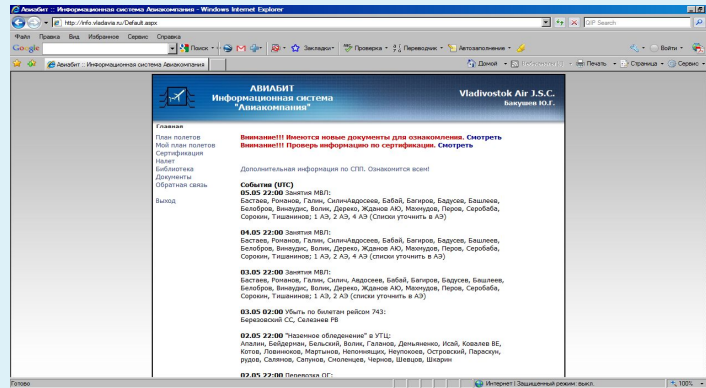 Авиабит :: Информационная система Авиакомпания - Windows Internet Explorer
http://info.vladavia.ru/Default.aspx
QIP Search
Файл Правка Вид Избранное Сервис Справка
Google Поиск Закладки Проверка Переводчик Автозаполнение Войти
Авиабит :: Информационная система Авиакомпания
Домой Печать Страница Сервис
АВИАБИТ
Информационная система
"Авиакомпания"
Vladivostok Air J.S.C.
Бакушев Ю.Г.
Главная
План полетов
Мой план полетов
Сертификация
Налет
Библиотека
Документы
Обратная связь
Выход
Внимание!!! Имеются новые документы для ознакомления. Смотреть
Внимание!!! Проверь информацию по сертификации. Смотреть
Дополнительная информация по СПП. Ознакомится всем!
События (UTC)
05.05 22:00 Занятия МВЛ:
Бастаев, Романов, Галин, СиличАвдосеев, Бабай, Багиров, Бадусев, Башлеев,
Белобров, Винаудис, Волик, Дереко, Жданов АЮ, Махмудов, Перов, Серобаба,
Сорокин, Тишанинов; 1 АЭ, 2 АЭ, 4 АЭ (Списки уточнить в АЭ)
04.05 22:00 Занятия МВЛ:
Бастаев, Романов, Галин, СиличАвдосеев, Бабай, Багиров, Бадусев, Башлеев,
Белобров, Винаудис, Волик, Дереко, Жданов АЮ, Махмудов, Перов, Серобаба,
Сорокин, Тишанинов; 1 АЭ, 2 АЭ, 4 АЭ (списки уточнить в АЭ)
03.05 22:00 Занятия МВЛ:
Бастаев, Романов, Галин, Силич, Авдосеев, Бабай, Багиров, Бадусев, Башлеев,
Белобров, Винаудис, Волик, Дереко, Жданов АЮ, Махмудов, Перов, Серобаба,
Сорокин, Тишанинов; 1 АЭ, 2 АЭ (списки уточнить в АЭ)
03.05 02:00 Убыть по билетам рейсом 743:
Березовский СС, Селезнев РВ
02.05 22:00 "Наземное обледенение" в УТЦ:
Апалин, Бейдерман, Бельский, Волик, Галанов, Демьяненко, Исай, Ковалев ВЕ,
Котов, Ловинюков, Мартынов, Непомнящих, Неупокоев, Островский, Параскун,
рудов, Салянов, Сапунов, Смоленцев, Чернов, Шевцов, Шкарин
02.05 22:00 Перевозка ОГ:
Готово
Интернет | Защищенный режим: выкл.
100%